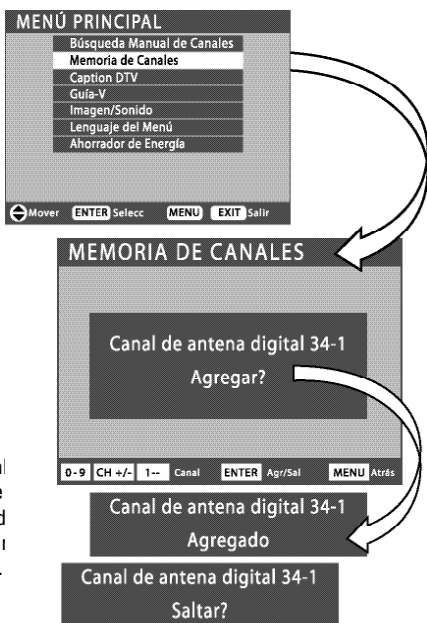 MENÚ PRINCIPAL
Búsqueda Manual de Canales
Memoria de Canales
Caption DTV
Guía-V
Imagen/Sonido
Lenguaje del Menú
Ahorrador de Energía
Mover ENTER Selecc MENU EXIT Salir
MEMORIA DE CANALES
Canal de antena digital 34-1
Agregar?
0-9 CH +/- 1-- Canal ENTER Agr/Sal MENU Atrás
Canal de antena digital 34-1
Agregado
Canal de antena digital 34-1
Saltar?